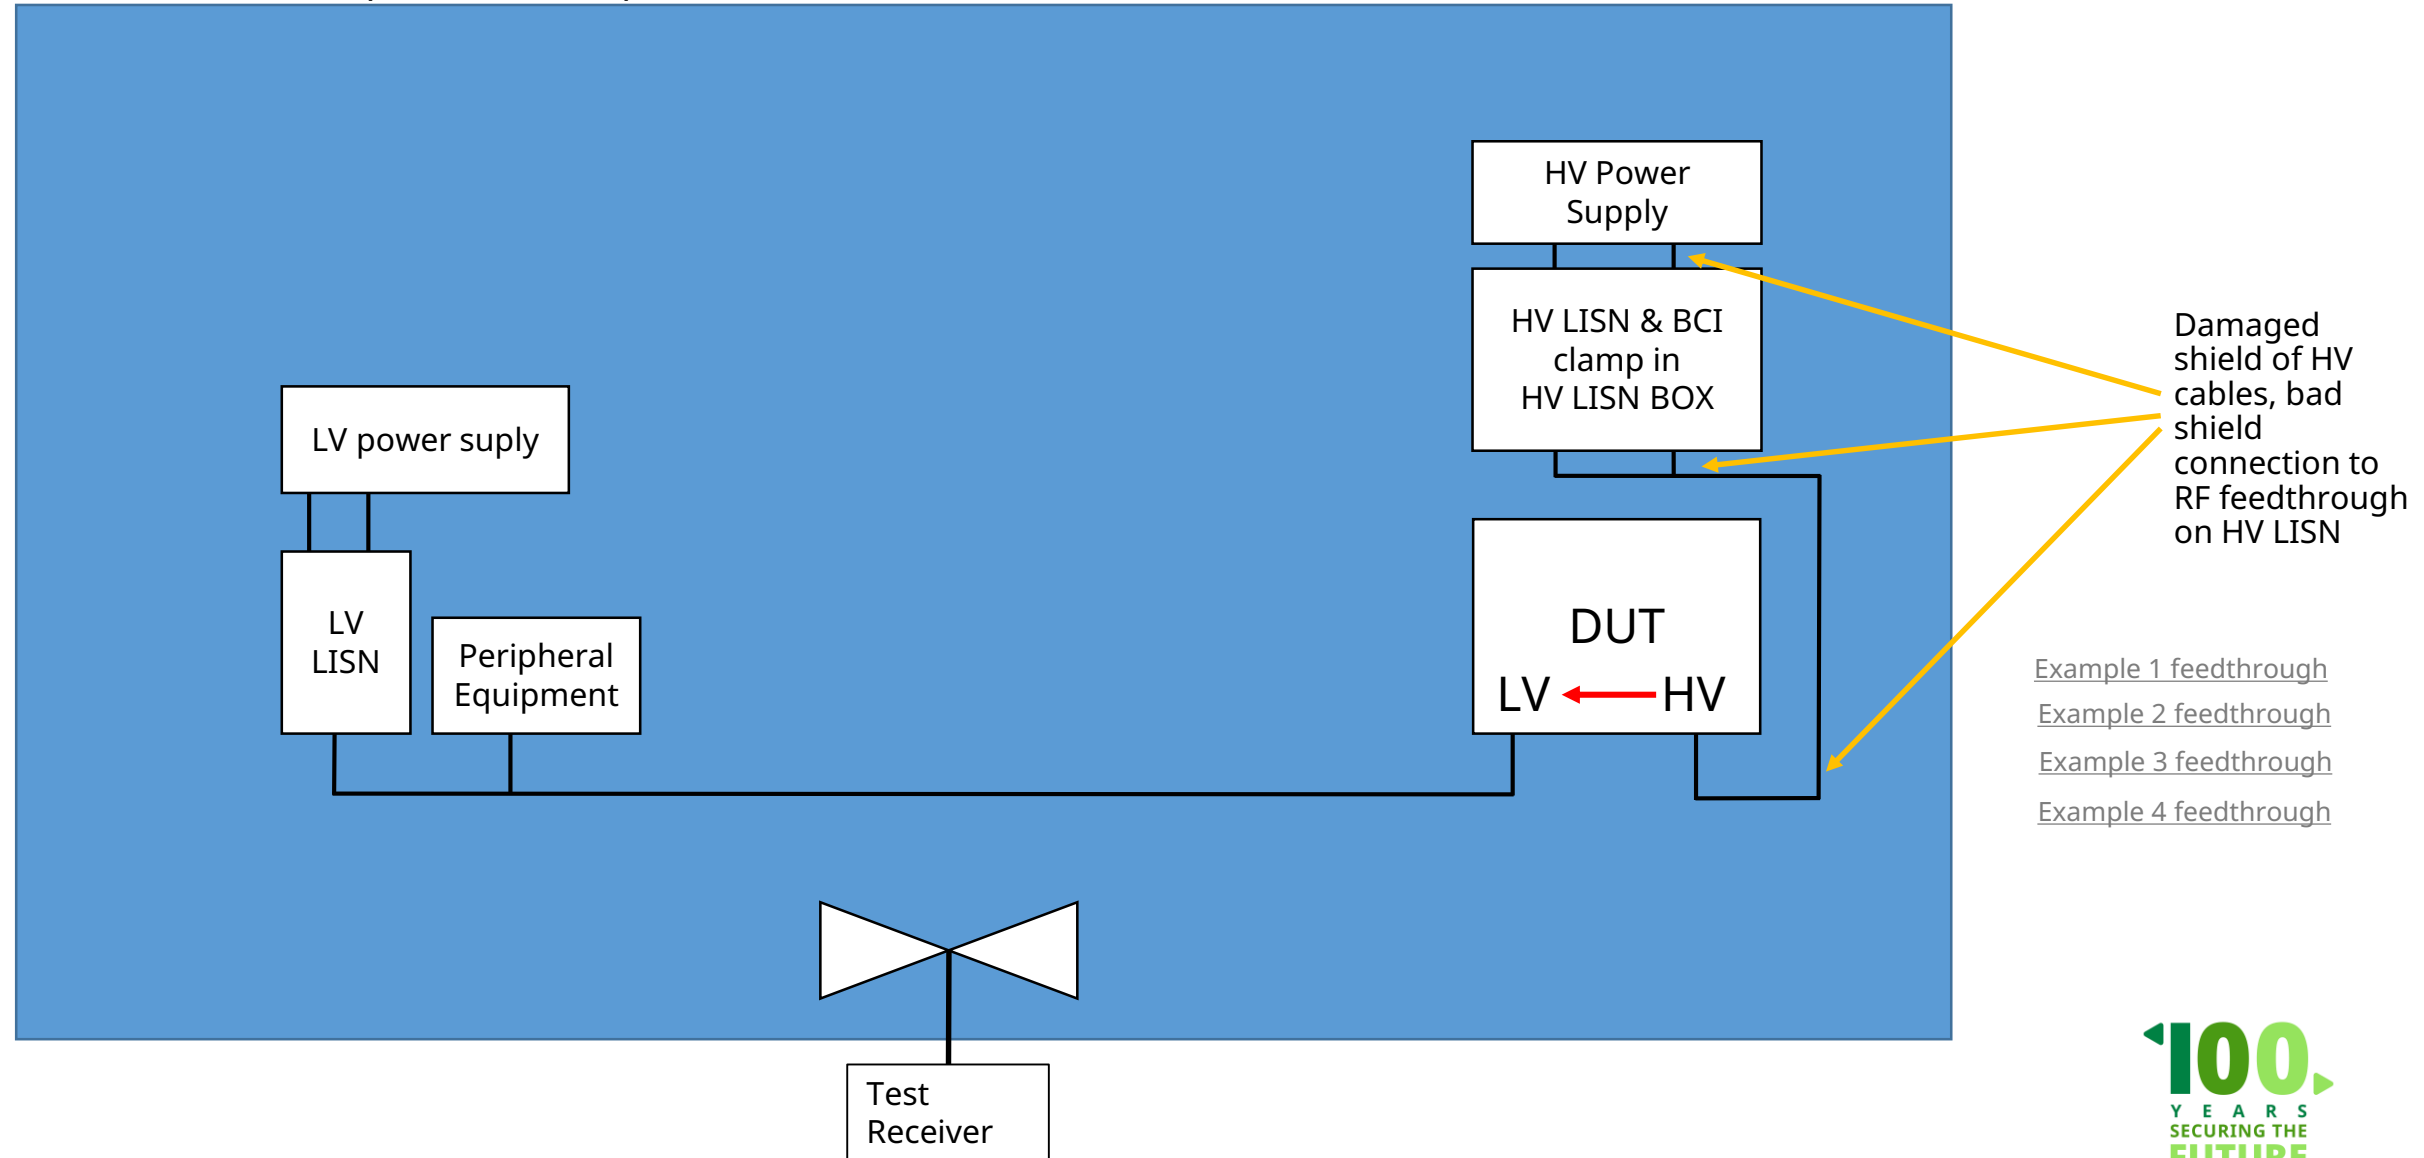 HV Power
Supply
HV LISN & BCI
clamp in
HV LISN BOX
Damaged
shield of HV
cables, bad
shield
connection to
RF feedthrough
on HV LISN
LV power suply
LV
LISN
Peripheral
Equipment
DUT
LV HV
Example 1 feedthrough
Example 2 feedthrough
Example 3 feedthrough
Example 4 feedthrough
Test
Receiver
100
YEARS
SECURING THE
FUTURE